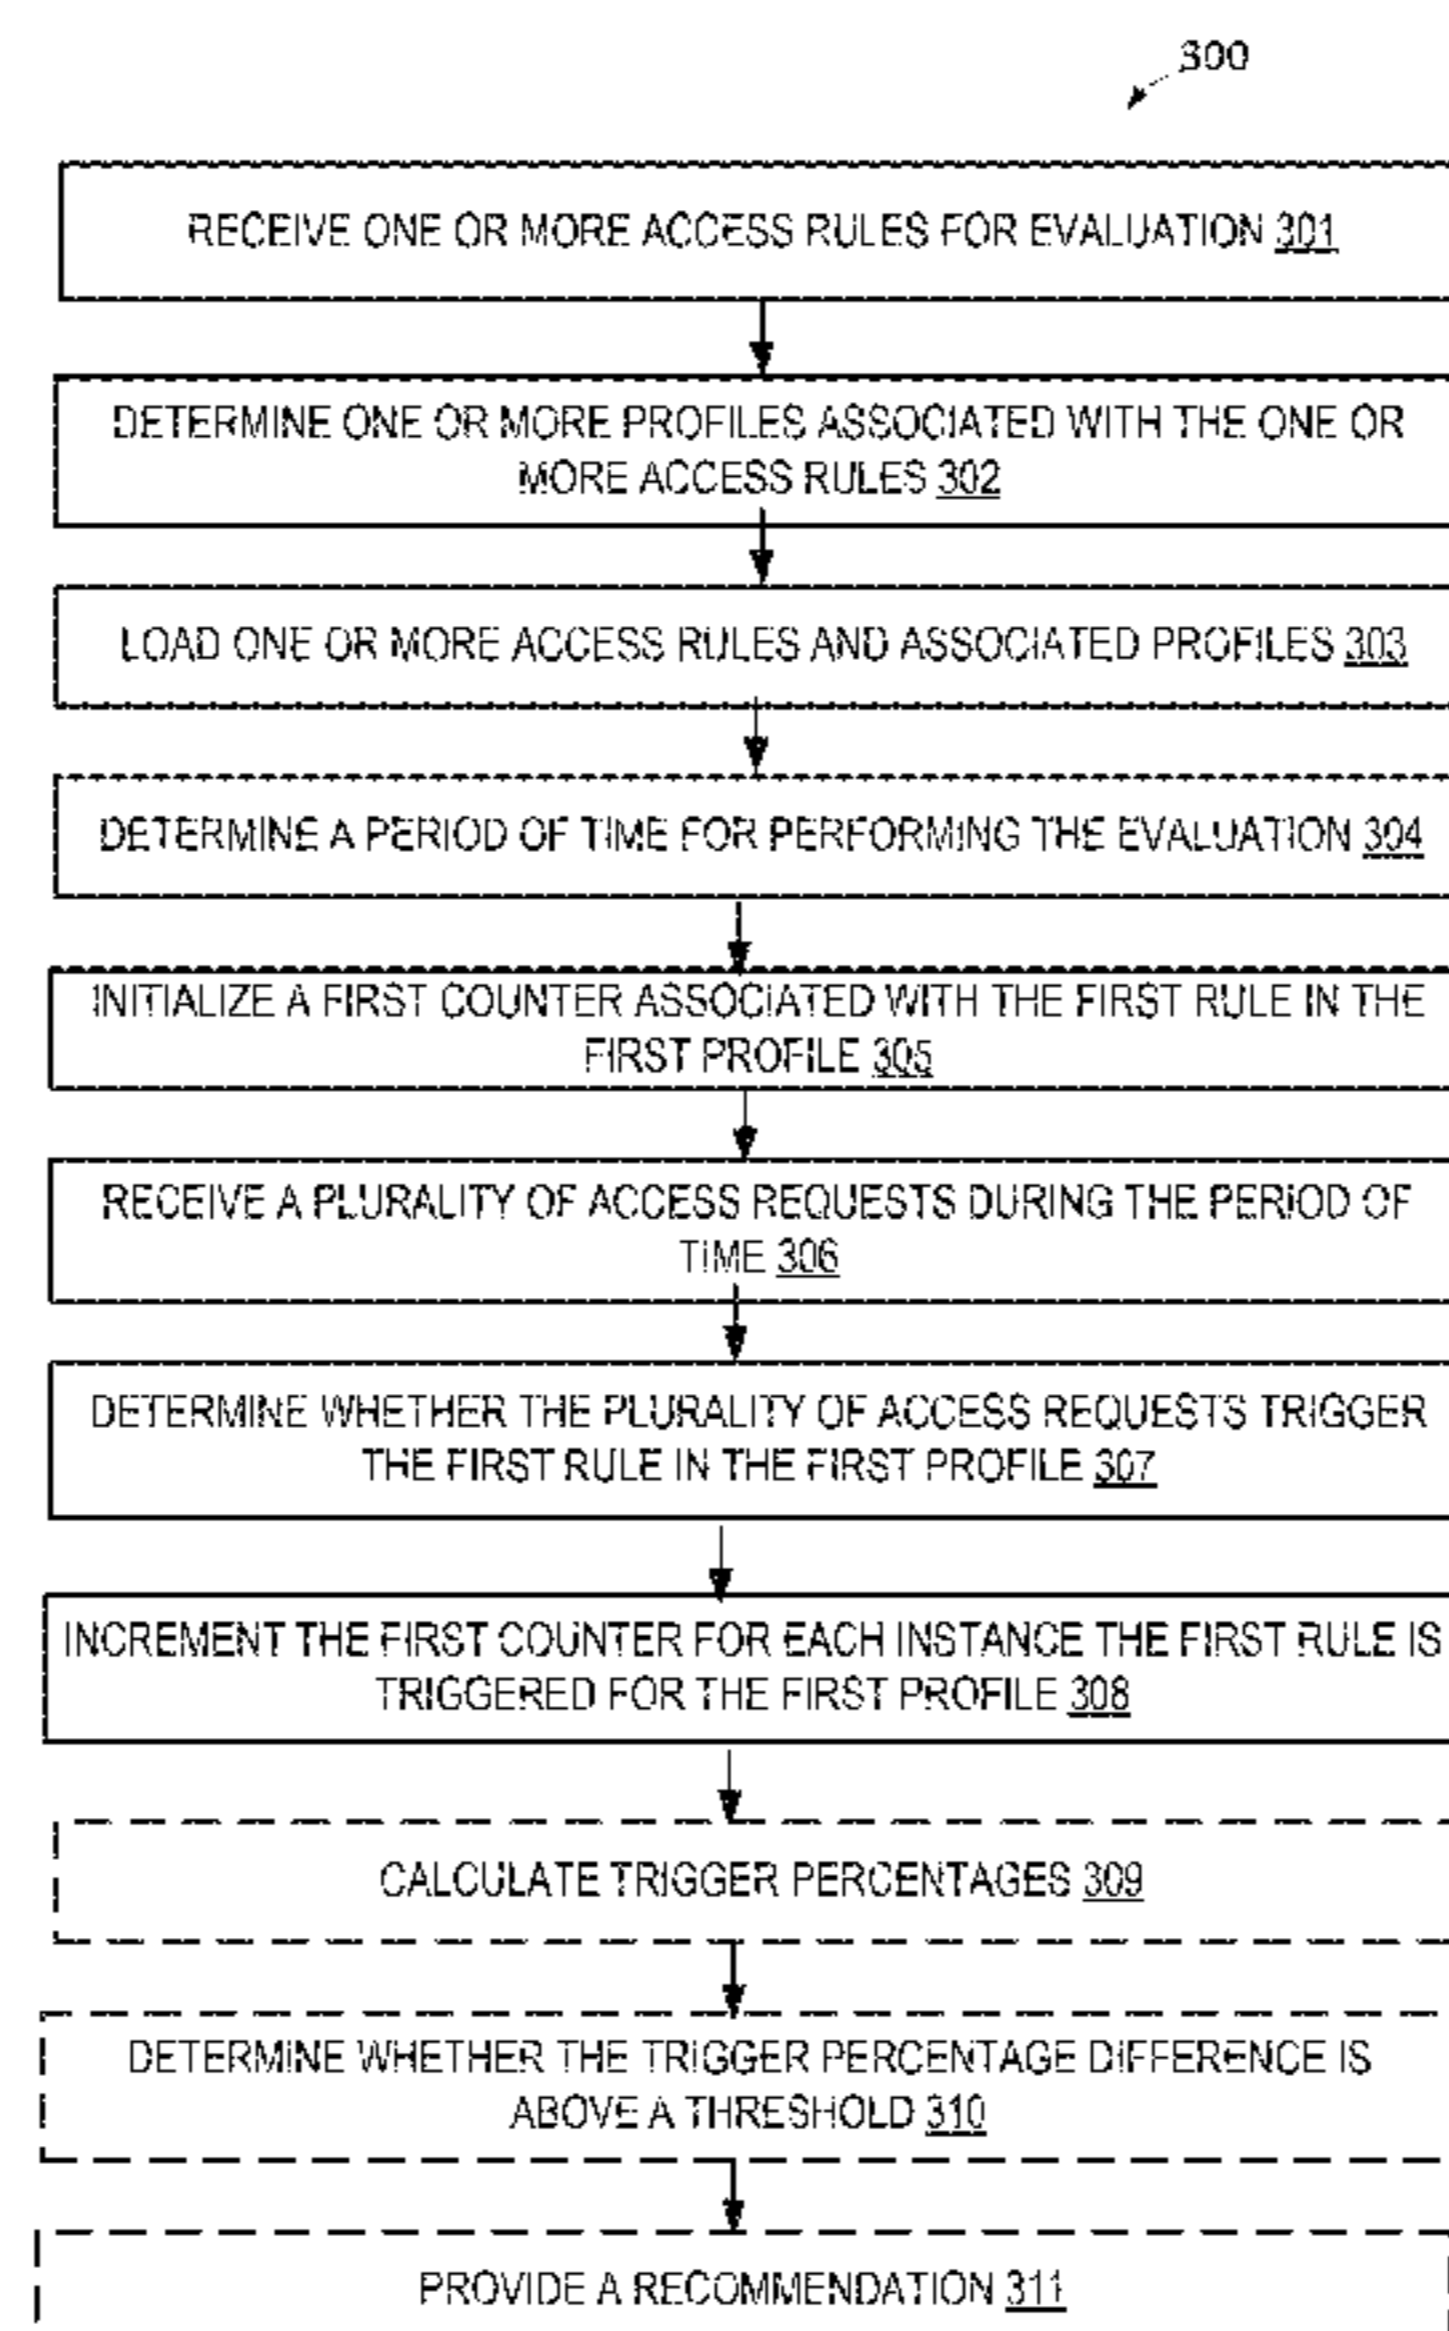 300
RECEIVE ONE OR MORE ACCESS RULES FOR EVALUATION 301
DETERMINE ONE OR MORE PROFILES ASSOCIATED WITH THE ONE OR
MORE ACCESS RULES 302
LOAD ONE OR MORE ACCESS RULES AND ASSOCIATED PROFILES 303
DETERMINE A PERIOD OF TIME FOR PERFORMING THE EVALUATION 304
INITIALIZE A FIRST COUNTER ASSOCIATED WITH THE FIRST RULE IN THE
FIRST PROFILE 305
RECEIVE A PLURALITY OF ACCESS REQUESTS DURING THE PERIOD OF
TIME 306
DETERMINE WHETHER THE PLURALITY OF ACCESS REQUESTS TRIGGER
THE FIRST RULE IN THE FIRST PROFILE 307
INCREMENT THE FIRST COUNTER FOR EACH INSTANCE THE FIRST RULE IS
TRIGGERED FOR THE FIRST PROFILE 308
CALCULATE TRIGGER PERCENTAGES 309
DETERMINE WHETHER THE TRIGGER PERCENTAGE DIFFERENCE IS
ABOVE A THRESHOLD 310
PROVIDE A RECOMMENDATION 311